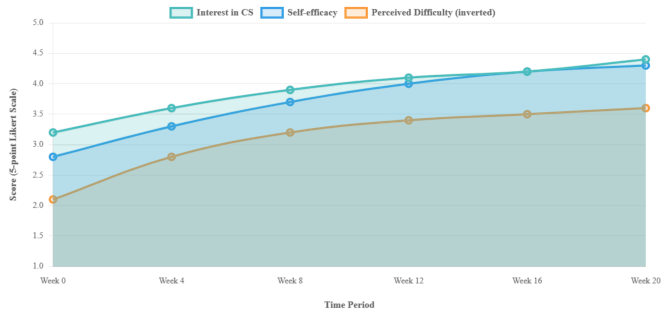 Interest in CS Self-efficacy Perceived Difficulty (inverted)
5.0
4.5
4.0
3.5
3.0
2.5
2.0
1.5
1.0
Score (5-point Likert Scale)
Week 0 Week 4 Week 8 Week 12 Week 16 Week 20
Time Period